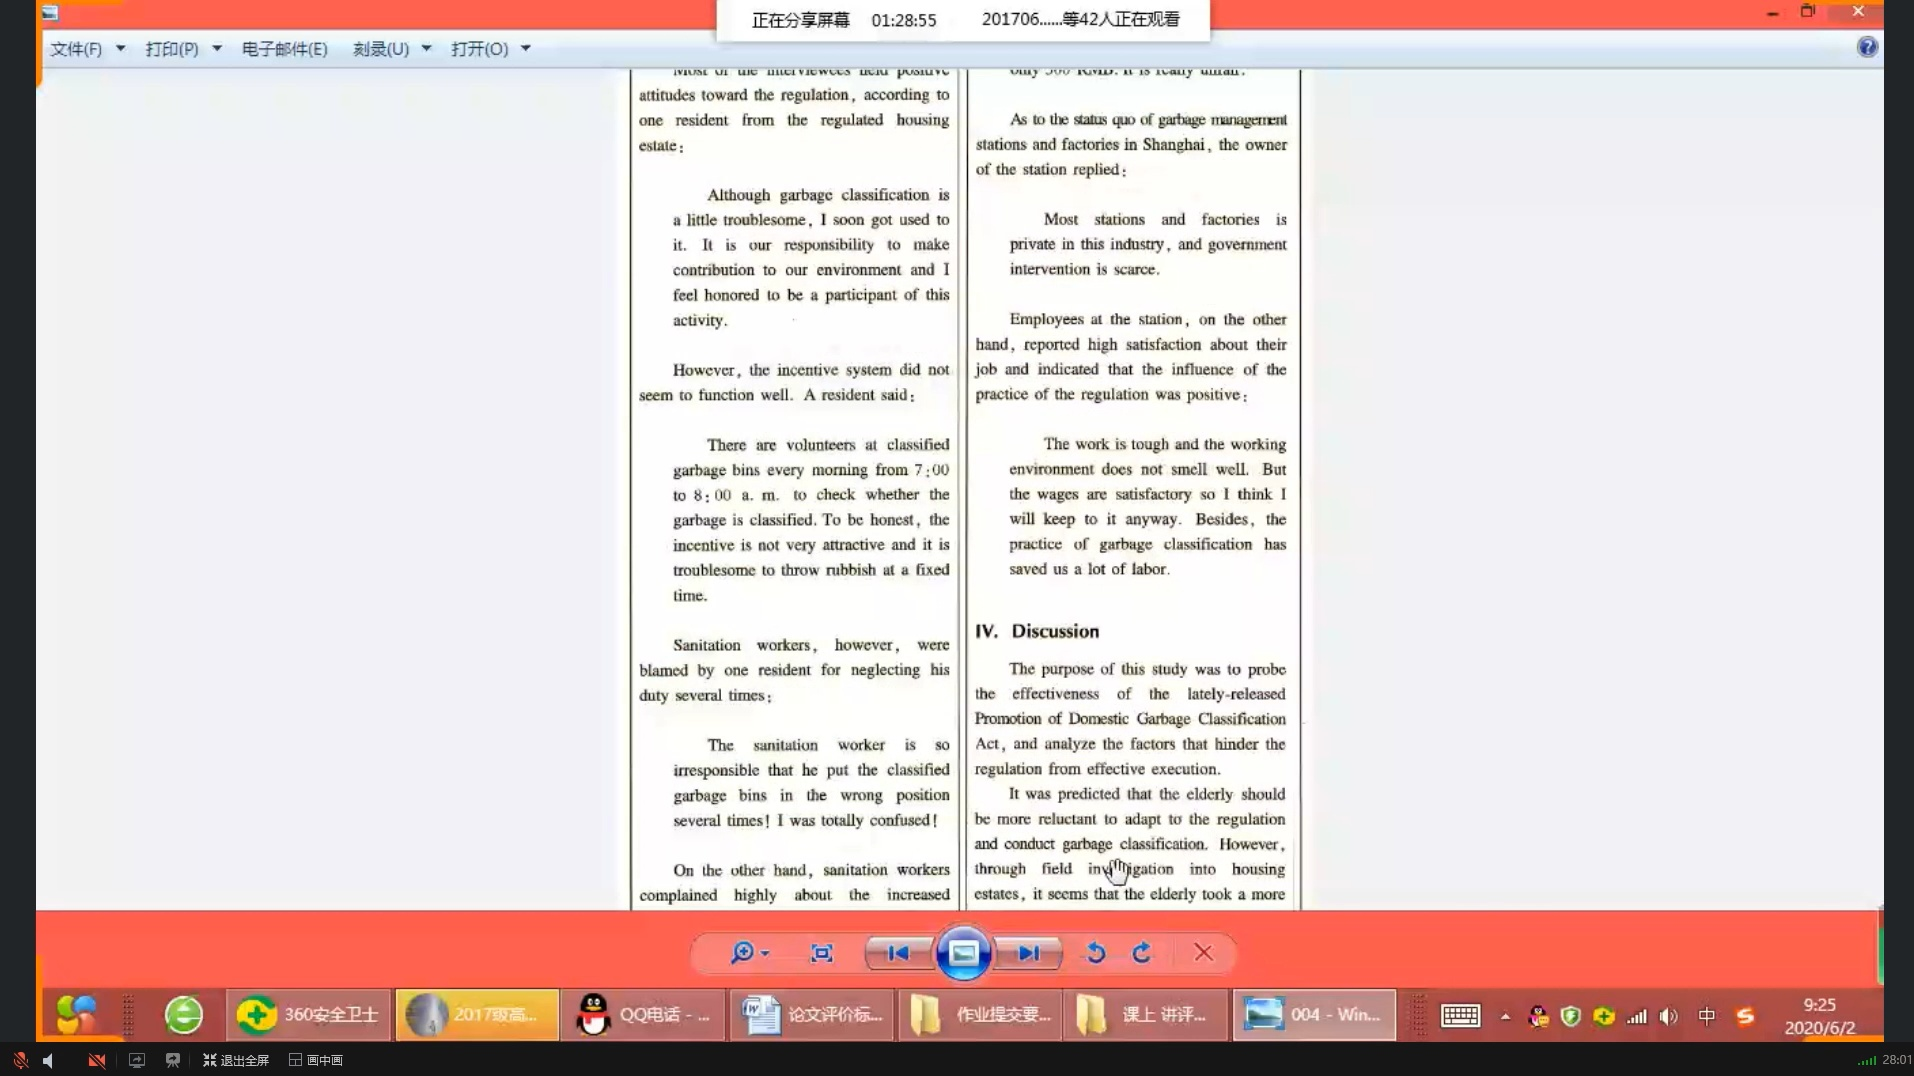 正在分享屏幕 01:28:55 201706......等42人正在观看
文件(F) 打印(P) 电子邮件(E) 刻录(U) 打开(O)
Most of the interviewees held positive
attitudes toward the regulation, according to
one resident from the regulated housing
estate:
Although garbage classification is
a little troublesome, I soon got used to
it. It is our responsibility to make
contribution to our environment and I
feel honored to be a participant of this
activity.
However, the incentive system did not
seem to function well. A resident said:
There are volunteers at classified
garbage bins every morning from 7:00
to 8:00 a. m. to check whether the
garbage is classified. To be honest, the
incentive is not very attractive and it is
troublesome to throw rubbish at a fixed
time.
Sanitation workers, however, were
blamed by one resident for neglecting his
duty several times:
The sanitation worker is so
irresponsible that he put the classified
garbage bins in the wrong position
several times! I was totally confused!
On the other hand, sanitation workers
complained highly about the increased
only 500 RMB. It is really unfair.
As to the status quo of garbage management
stations and factories in Shanghai, the owner
of the station replied:
Most stations and factories is
private in this industry, and government
intervention is scarce.
Employees at the station, on the other
hand, reported high satisfaction about their
job and indicated that the influence of the
practice of the regulation was positive:
The work is tough and the working
environment does not smell well. But
the wages are satisfactory so I think I
will keep to it anyway. Besides, the
practice of garbage classification has
saved us a lot of labor.
IV. Discussion
The purpose of this study was to probe
the effectiveness of the lately-released
Promotion of Domestic Garbage Classification
Act, and analyze the factors that hinder the
regulation from effective execution.
It was predicted that the elderly should
be more reluctant to adapt to the regulation
and conduct garbage classification. However,
through field investigation into housing
estates, it seems that the elderly took a more
360安全卫士 2017级高... QQ电话 - ... 论文评价标... 作业提交要... 课上 讲评... 004 - Win... 中 9:25
2020/6/2
退出全屏 画中画 28:01